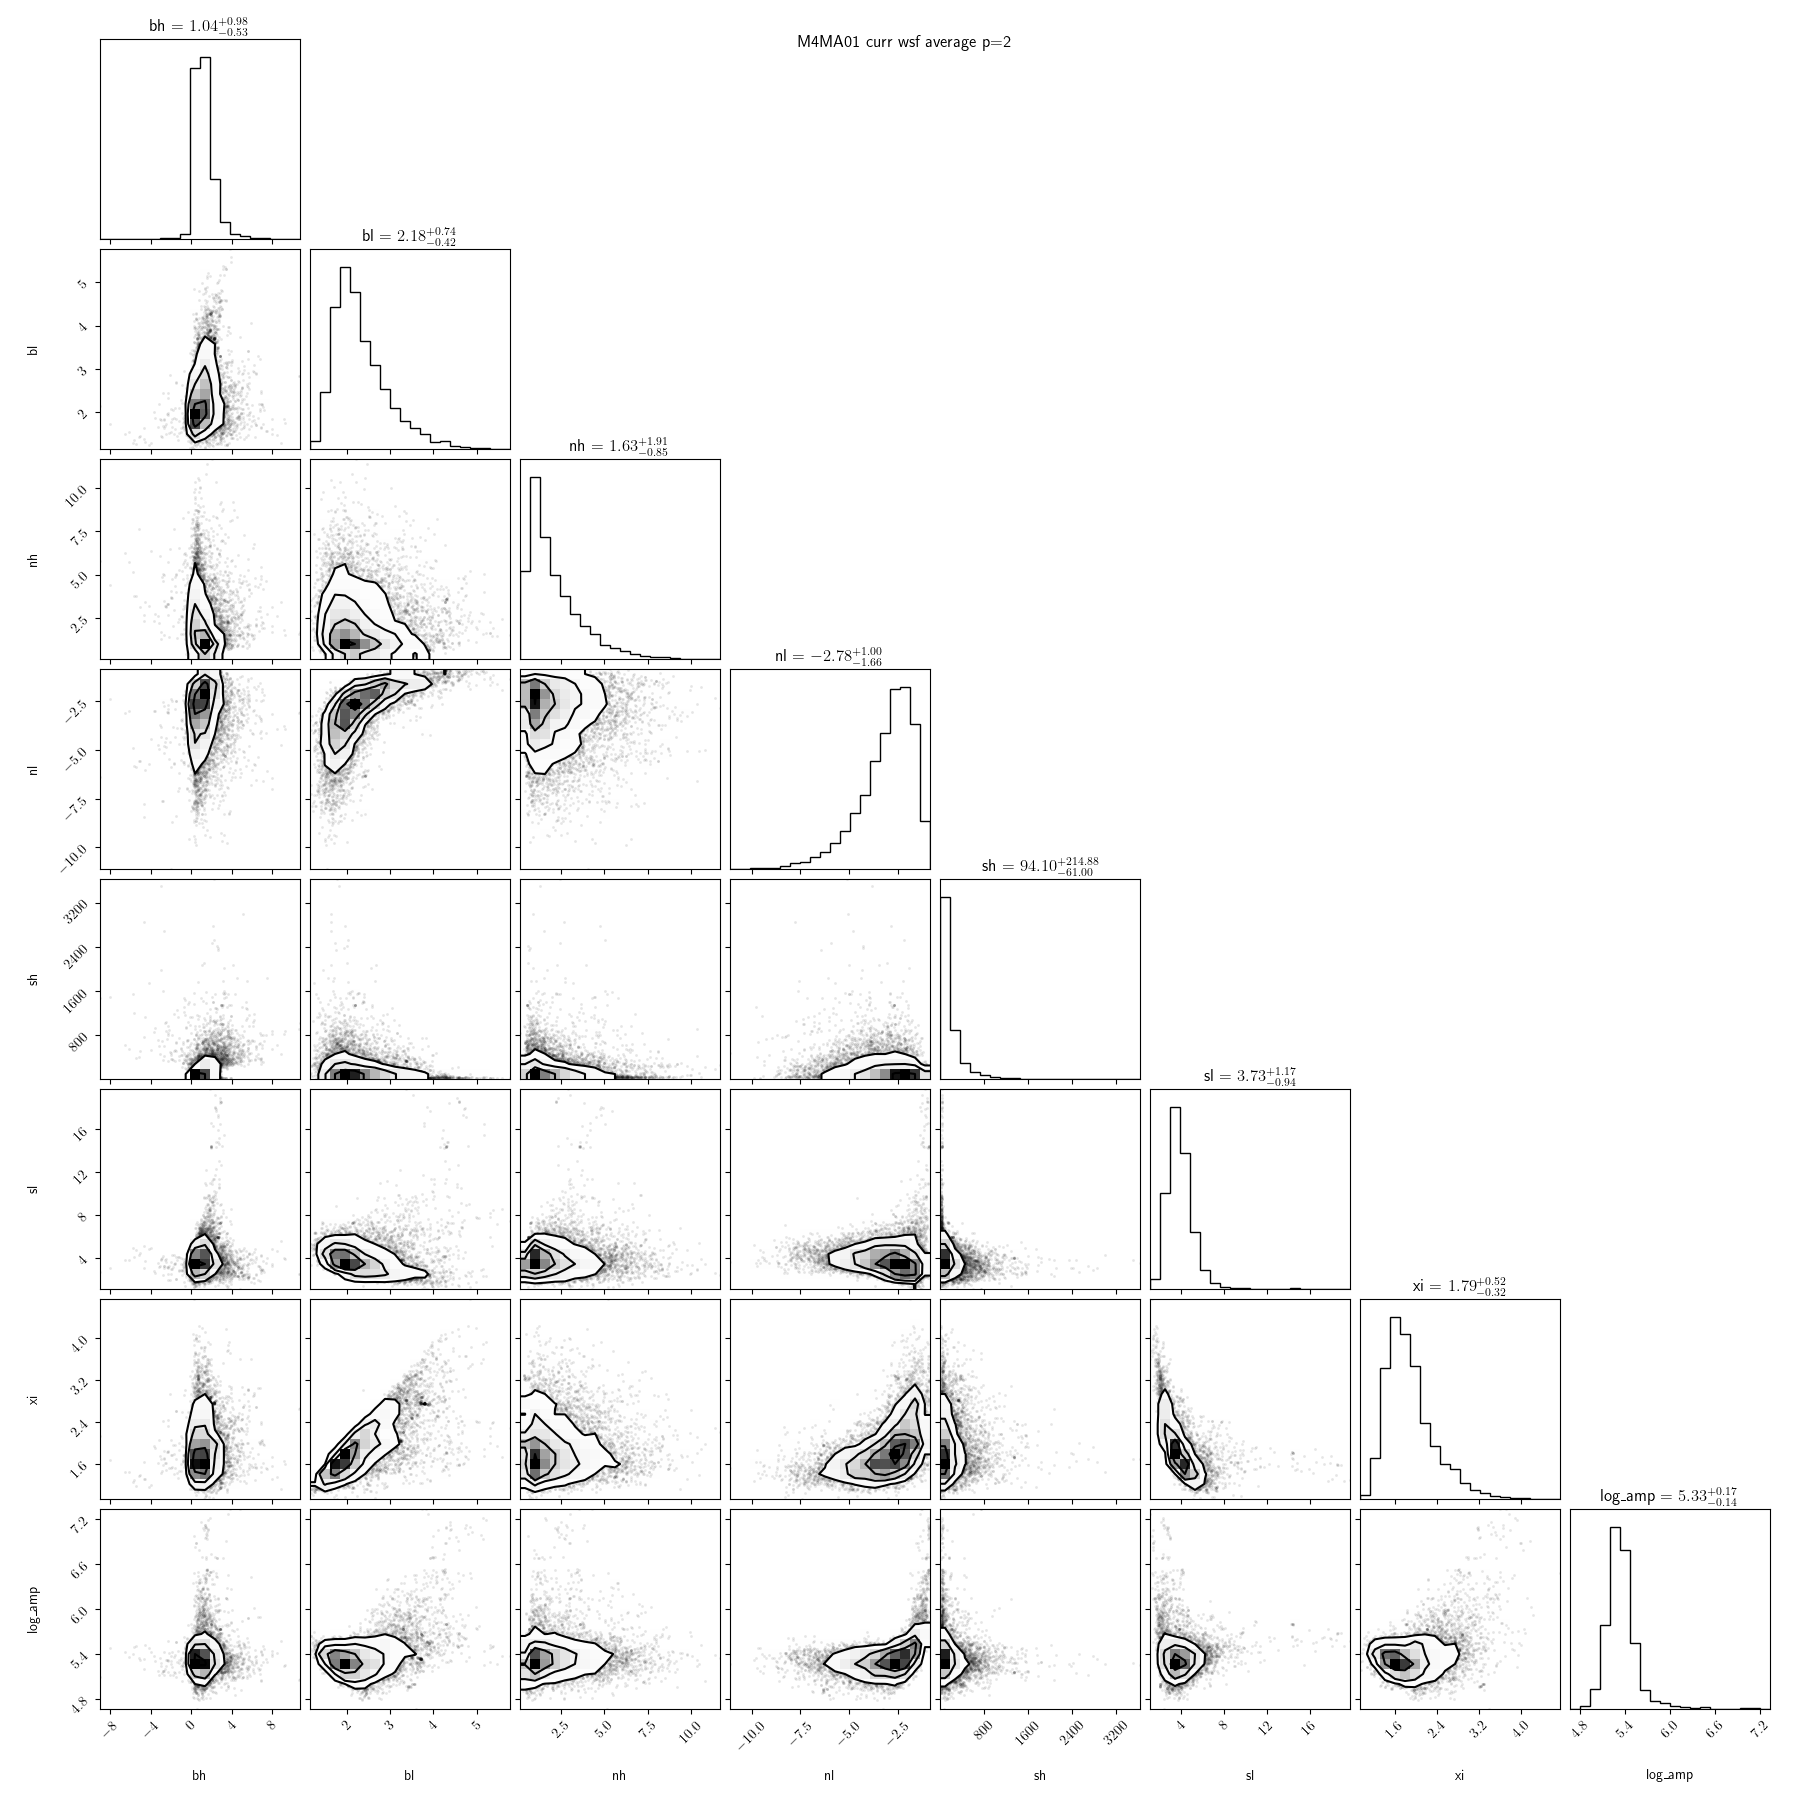 M4MA01 curr wsf average p=2
bh = 1.04+0.98 −0.53
bl = 2.18+0.74 −0.42
5
4
3
2
bl
nh = 1.63+1.91 −0.85
10.0
7.5
5.0
2.5
nh
nl = −2.78+1.00 −1.66
−2.5
−5.0
−7.5
−10.0
nl
sh = 94.10+214.88 −61.00
3200
2400
1600
800
sh
sl = 3.73+1.17 −0.94
16
12
8
4
sl
xi = 1.79+0.52 −0.32
4.0
3.2
2.4
1.6
xi
log_amp = 5.33+0.17 −0.14
7.2
6.6
6.0
5.4
4.8
log_amp
−8 −4 0 4 8 2 3 4 5 2.5 5.0 7.5 10.0 −10.0 −7.5 −5.0 −2.5 800 1600 2400 3200 4 8 12 16 1.6 2.4 3.2 4.0 4.8 5.4 6.0 6.6 7.2
bh bl nh nl sh sl xi log_amp